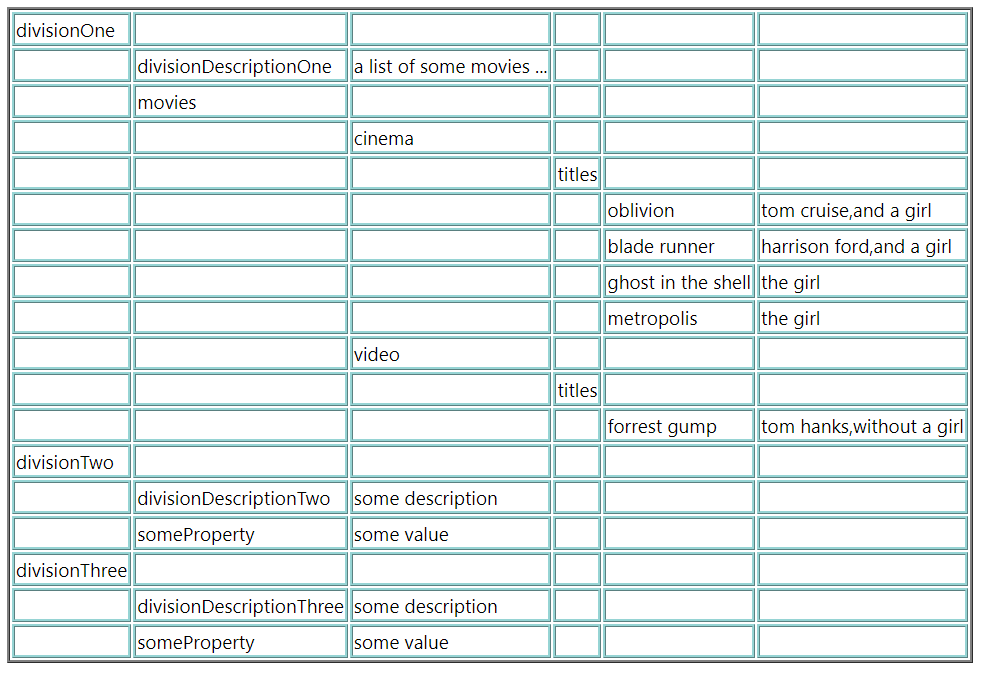 divisionOne
divisionDescriptionOne a list of some movies ...
movies
cinema
titles
oblivion tom cruise,and a girl
blade runner harrison ford,and a girl
ghost in the shell the girl
metropolis the girl
video
titles
forrest gump tom hanks,without a girl
divisionTwo
divisionDescriptionTwo some description
someProperty some value
divisionThree
divisionDescriptionThree some description
someProperty some value